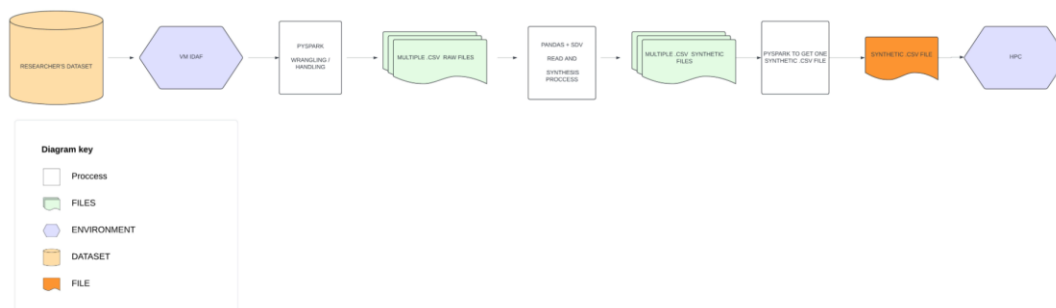 RESEARCHER'S DATASET
VM IDAF
PYSPARK
WRANGLING /
HANDLING
MULTIPLE .CSV RAW FILES
PANDAS + SDV
READ AND
SYNTHESIS
PROCCESS
MULTIPLE .CSV SYNTHETIC
FILES
PYSPARK TO GET ONE
SYNTHETIC .CSV FILE
SYNTHETIC .CSV FILE
HPC
Diagram key
Proccess
FILES
ENVIRONMENT
DATASET
FILE